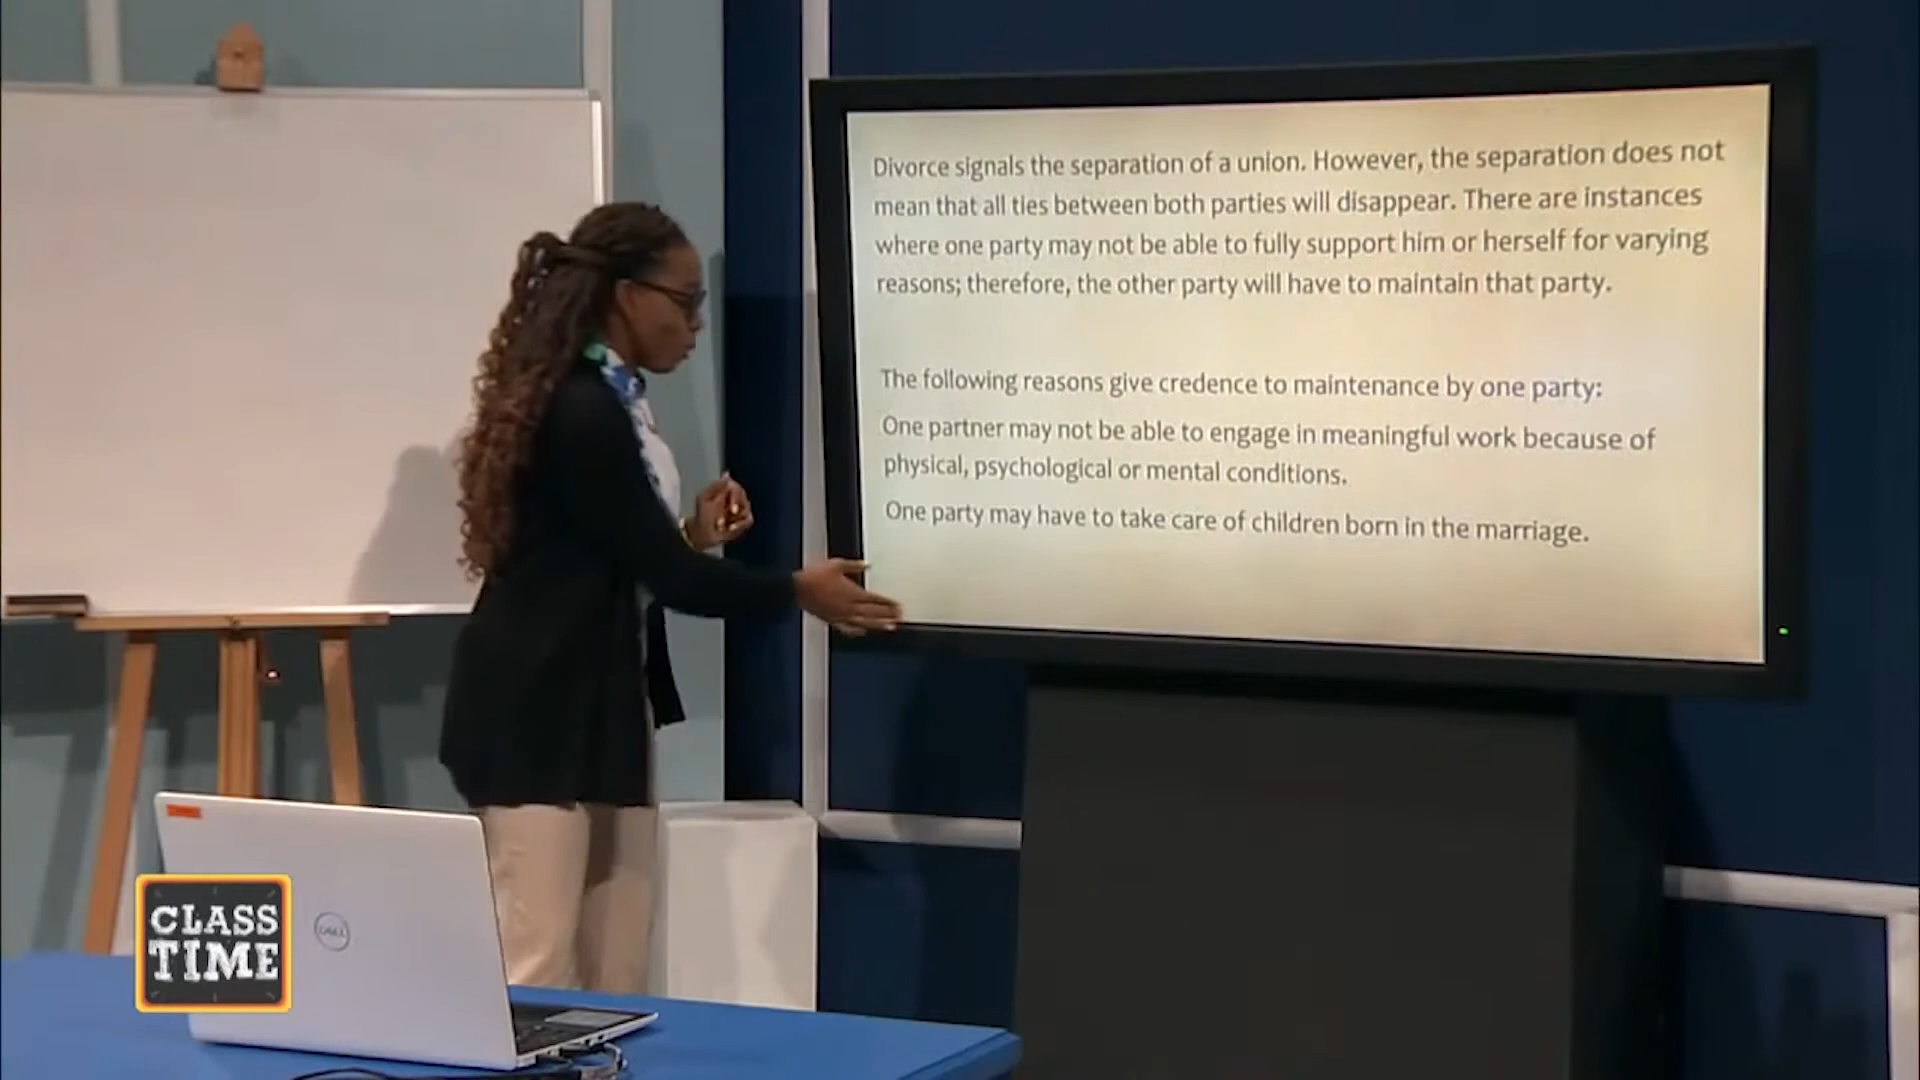 Divorce signals the separation of a union. However, the separation does not
mean that all ties between both parties will disappear. There are instances
where one party may not be able to fully support him or herself for varying
reasons; therefore, the other party will have to maintain that party.
The following reasons give credence to maintenance by one party:
One partner may not be able to engage in meaningful work because of
physical, psychological or mental conditions.
One party may have to take care of children born in the marriage.
CLASS
TIME
DELL